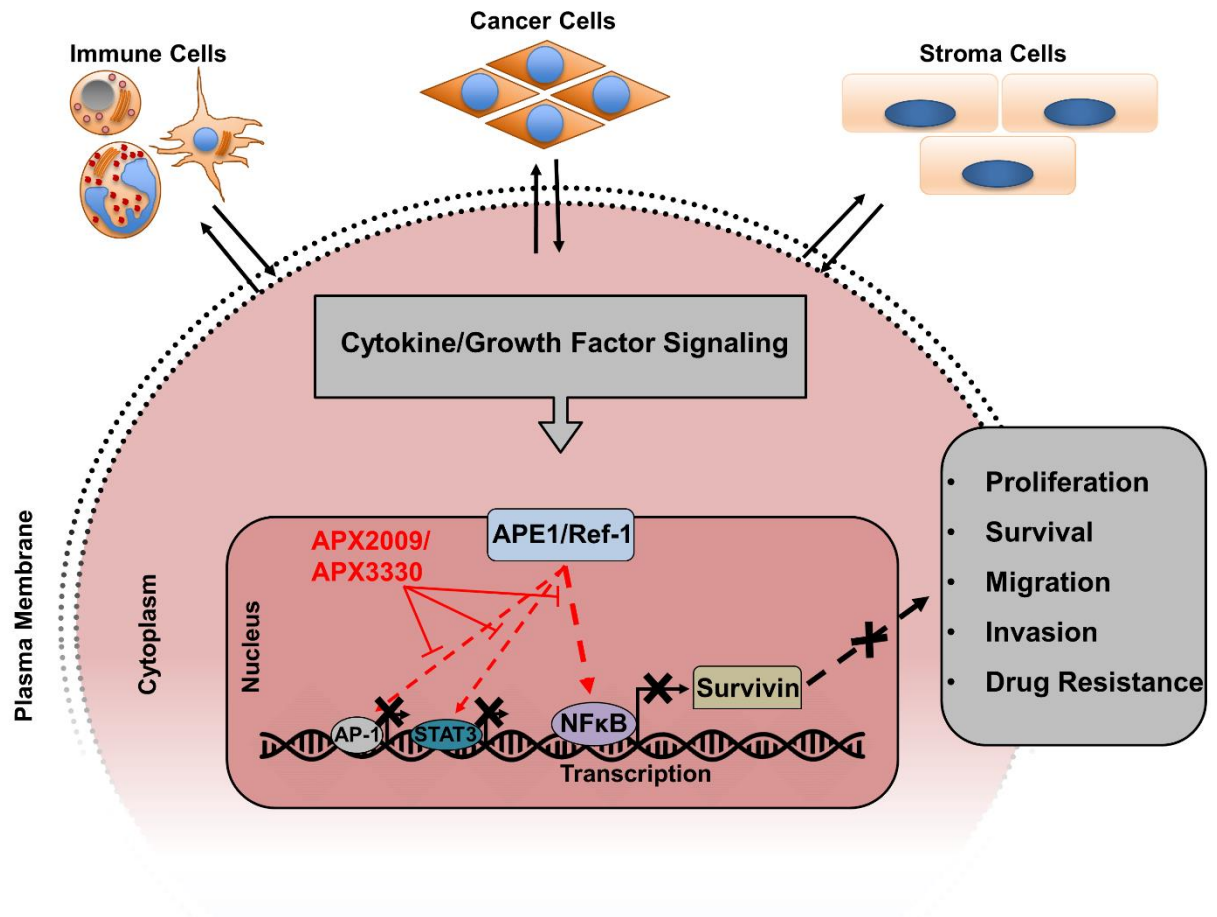 Cancer Cells
Immune Cells
Stroma Cells
Cytokine/Growth Factor Signaling
Plasma Membrane
Cytoplasm
Nucleus
APX2009/
APX3330
APE1/Ref-1
AP-1
STAT3
NFκB
Survivin
Transcription
• Proliferation
• Survival
• Migration
• Invasion
• Drug Resistance